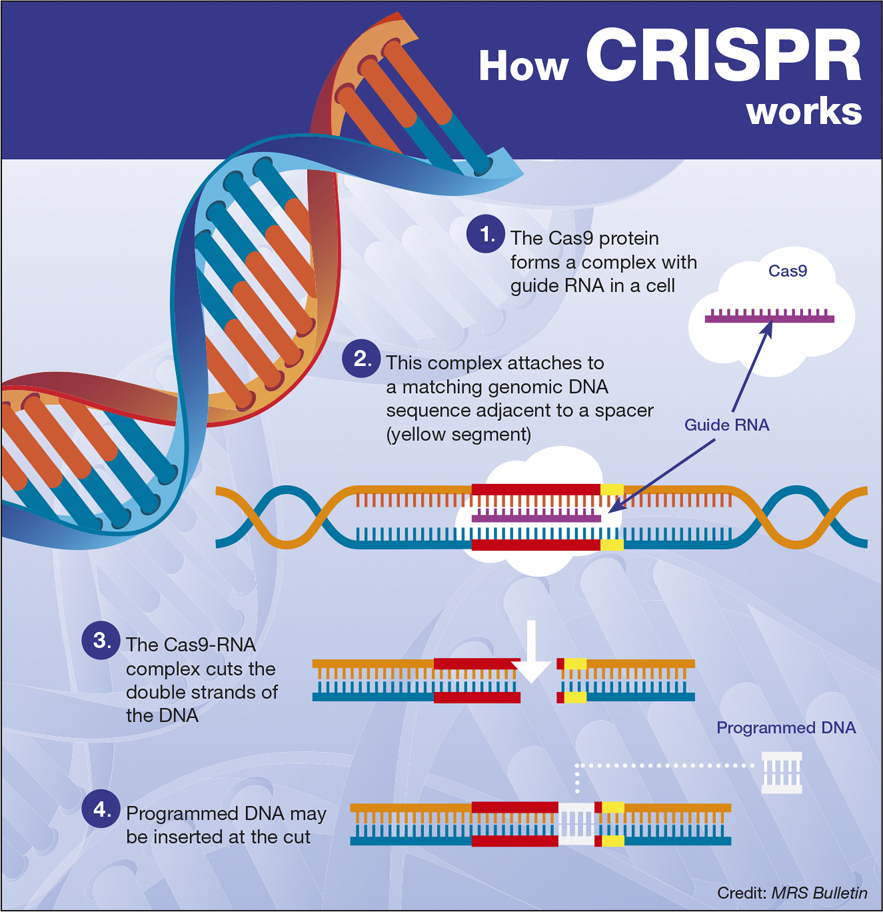 How CRISPR
works
1. The Cas9 protein
forms a complex with
guide RNA in a cell
Cas9
2. This complex attaches to
a matching genomic DNA
sequence adjacent to a spacer
(yellow segment)
Guide RNA
3. The Cas9-RNA
complex cuts the
double strands of
the DNA
Programmed DNA
4. Programmed DNA may
be inserted at the cut
Credit: MRS Bulletin